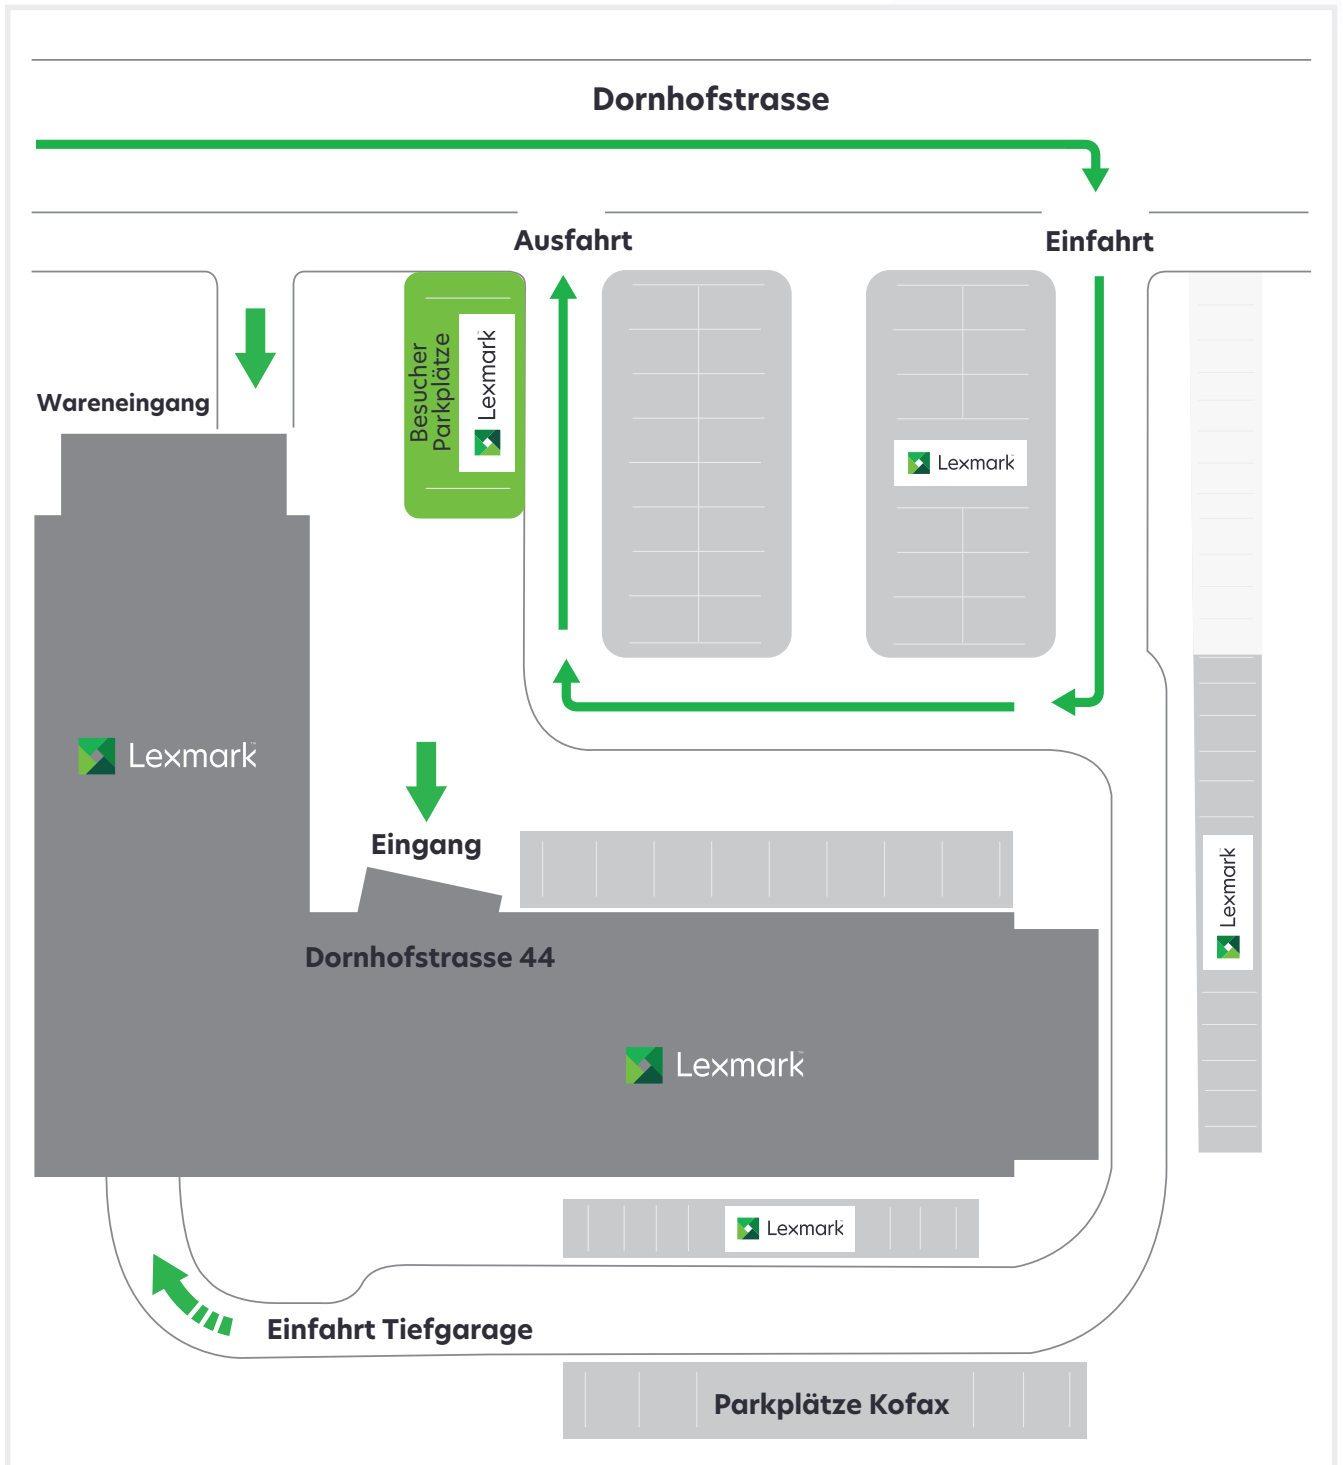 Dornhofstrasse
Ausfahrt
Einfahrt
Wareneingang
Besucher
Parkplätze
Lexmark
Lexmark
Lexmark
Eingang
Lexmark
Dornhofstrasse 44
Lexmark
Lexmark
Einfahrt Tiefgarage
Parkplätze Kofax